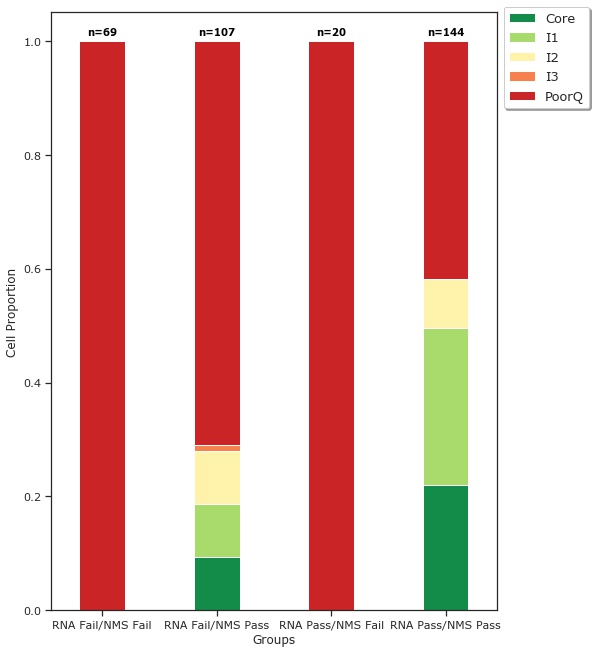 Core
I1
I2
I3
PoorQ
n=69 n=107 n=20 n=144
1.0
0.8
0.6
0.4
0.2
0.0
Cell Proportion
RNA Fail/NMS Fail RNA Fail/NMS Pass RNA Pass/NMS Fail RNA Pass/NMS Pass
Groups